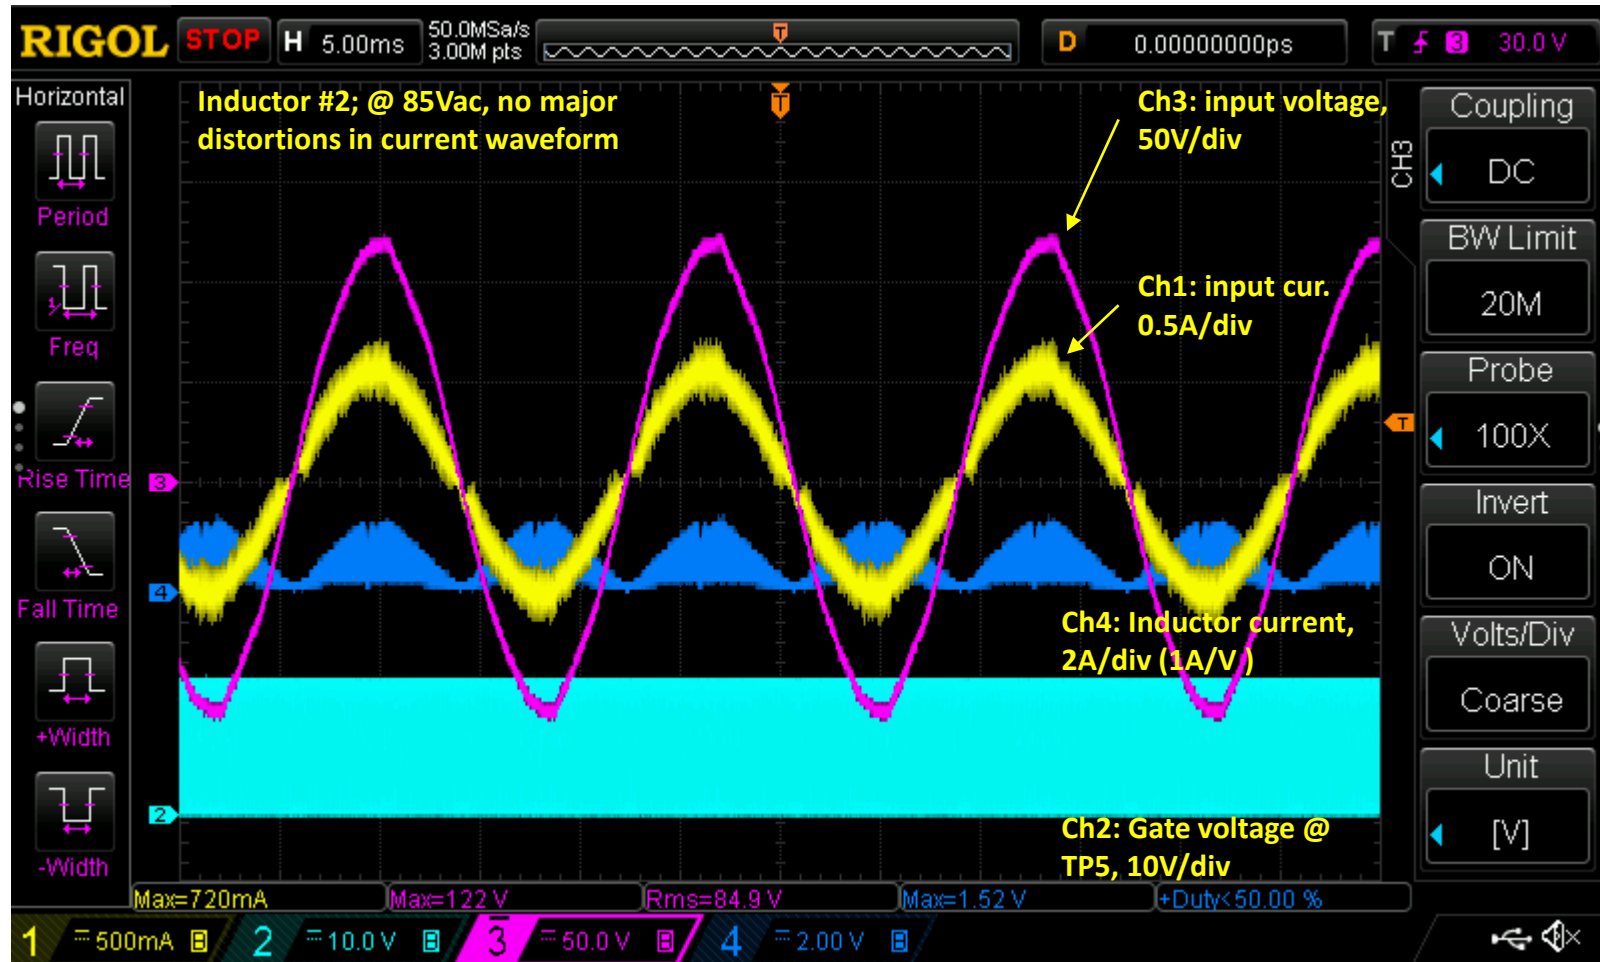 RIGOL STOP H 5.00ms 50.0MSa/s D 0.00000000ps T 3 30.0 V
3.00M pts
T
Horizontal
Period
Freq
Rise Time
Fall Time
+Width
-Width
Inductor #2; @ 85Vac, no major
distortions in current waveform
T
Ch3: input voltage,
50V/div
Ch1: input cur.
0.5A/div
T
3
4
2
Ch4: Inductor current,
2A/div (1A/V )
Ch2: Gate voltage @
TP5, 10V/div
CH3
Coupling
DC
BW Limit
20M
Probe
100X
Invert
ON
Volts/Div
Coarse
Unit
[V]
Max=720mA Max=122 V Rms=84.9 V Max=1.52 V +Duty<50.00 %
1 500mA B 2 10.0 V B 3 50.0 V B 4 2.00 V B